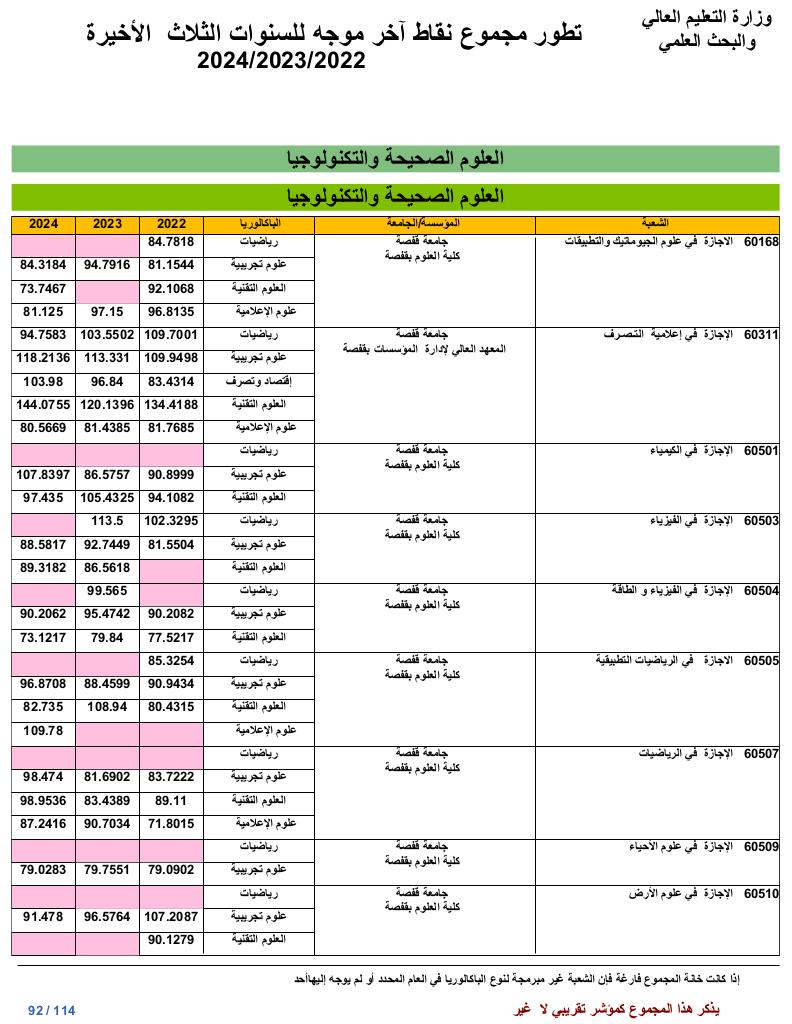 وزارة التعليم العالي
والبحث العلمي
تطور مجموع نقاط آخر موجه للسنوات الثلاث الأخيرة
2024/2023/2022
العلوم الصحيحة والتكنولوجيا
العلوم الصحيحة والتكنولوجيا
الشعبة المؤسسة/الجامعة الباكالوريا 2022 2023 2024
60168 الإجازة في علوم الجيوماتيك والتطبيقات جامعة قفصة رياضيات 84.7818
كلية العلوم بقفصة
علوم تجريبية 81.1544 94.7916 84.3184
العلوم التقنية 92.1068 73.7467
علوم الإعلامية 96.8135 97.15 81.125
60311 الإجازة في إعلامية التصرف جامعة قفصة رياضيات 109.7001 103.5502 94.7583
المعهد العالي لإدارة المؤسسات بقفصة
علوم تجريبية 109.9498 113.331 118.2136
إقتصاد وتصرف 83.4314 96.84 103.98
العلوم التقنية 134.4188 120.1396 144.0755
علوم الإعلامية 81.7685 81.4385 80.5669
60501 الإجازة في الكيمياء جامعة قفصة رياضيات
كلية العلوم بقفصة
علوم تجريبية 90.8999 86.5757 107.8397
العلوم التقنية 94.1082 105.4325 97.435
60503 الإجازة في الفيزياء جامعة قفصة رياضيات 102.3295 113.5
كلية العلوم بقفصة
علوم تجريبية 81.5504 92.7449 88.5817
العلوم التقنية 86.5618 89.3182
60504 الإجازة في الفيزياء و الطاقة جامعة قفصة رياضيات 99.565
كلية العلوم بقفصة
علوم تجريبية 90.2082 95.4742 90.2062
العلوم التقنية 77.5217 79.84 73.1217
60505 الإجازة في الرياضيات التطبيقية جامعة قفصة رياضيات 85.3254
كلية العلوم بقفصة
علوم تجريبية 90.9434 88.4599 96.8708
العلوم التقنية 80.4315 108.94 82.735
علوم الإعلامية 109.78
60507 الإجازة في الرياضيات جامعة قفصة رياضيات
كلية العلوم بقفصة
علوم تجريبية 83.7222 81.6902 98.474
العلوم التقنية 89.11 83.4389 98.9536
علوم الإعلامية 71.8015 90.7034 87.2416
60509 الإجازة في علوم الأحياء جامعة قفصة رياضيات
كلية العلوم بقفصة
علوم تجريبية 79.0902 79.7551 79.0283
60510 الإجازة في علوم الأرض جامعة قفصة رياضيات
كلية العلوم بقفصة
علوم تجريبية 107.2087 96.5764 91.478
العلوم التقنية 90.1279
إذا كانت خانة المجموع فارغة فإن الشعبة غير مبرمجة لنوع الباكالوريا في العام المحدد أو لم يوجه إليهاأحد
يذكر هذا المجموع كمؤشر تقريبي لا غير
92 / 114